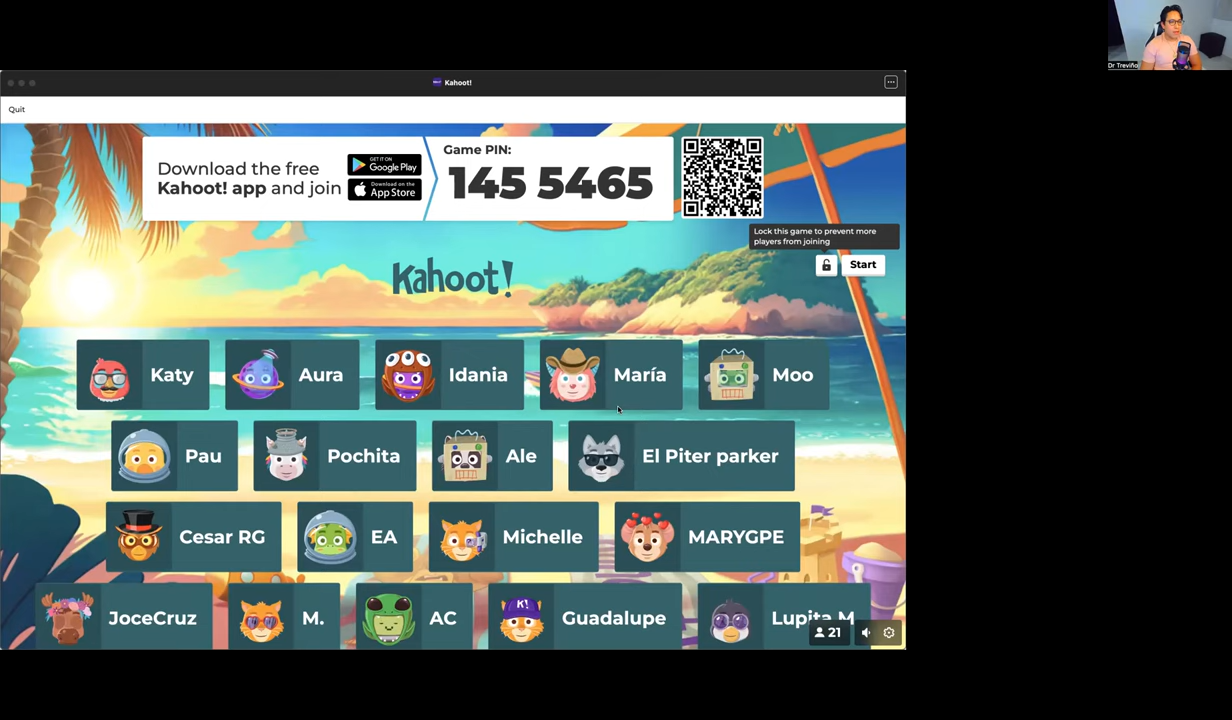 Dr Treviño
Kahoot!
Quit
Download the free
Kahoot! app and join
GET IT ON
Google Play
Download on the
App Store
Game PIN:
145 5465
Lock this game to prevent more
players from joining
Start
Kahoot!
Katy
Aura
Idania
María
Moo
Pau
Pochita
Ale
El Piter parker
Cesar RG
EA
Michelle
MARYGPE
JoceCruz
M.
AC
K!
Guadalupe
Lupita M
21